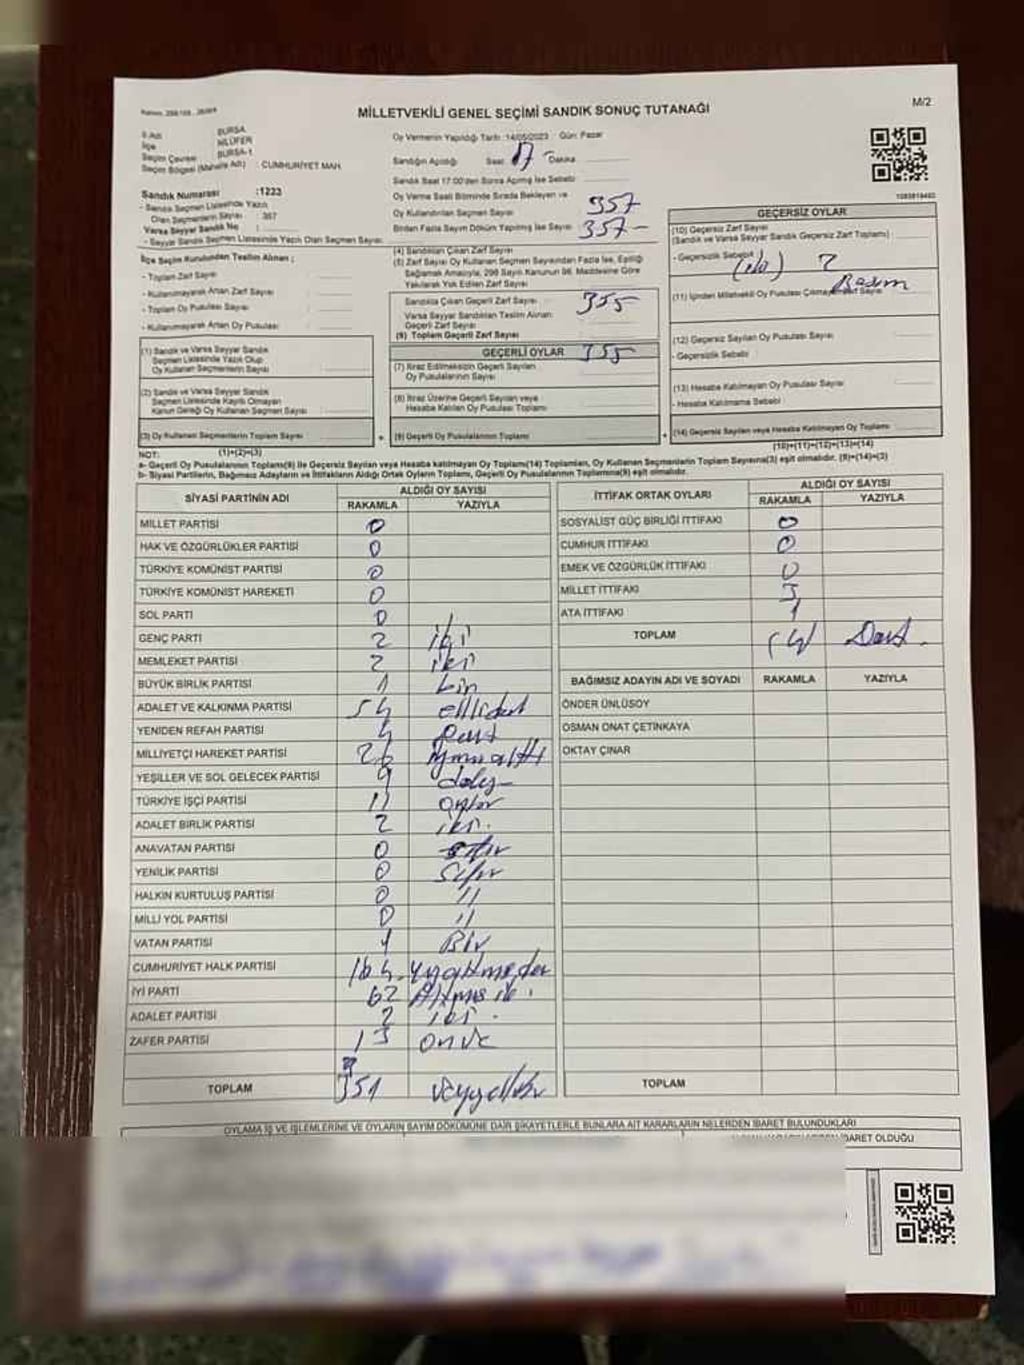 M/2
MİLLETVEKİLİ GENEL SEÇİMİ SANDIK SONUÇ TUTANAĞI
İl Adı BURSA
İlçe NİLÜFER
Seçim Çevresi BURSA-1
Seçim Bölgesi (Mahalle Adı) : CUMHURİYET MAH.
Sandık Numarası :1223
- Sandık Seçmen Listesinde Yazılı
Olan Seçmenlerin Sayısı :
Varsa Seyyar Sandık No :
- Seyyar Sandık Seçmen Listesinde Yazılı Olan Seçmen Sayısı:
İlçe Seçim Kurulundan Teslim Alınan ;
- Toplam Zarf Sayısı :
- Kullanılmayarak Artan Zarf Sayısı :
- Toplam Oy Pusulası Sayısı :
- Kullanılmayarak Artan Oy Pusulası :
(1) Sandık ve Varsa Seyyar Sandık
Seçmen Listesinde Yazılı Olup
Oy Kullanan Seçmenlerin Sayısı :
(2) Sandık ve Varsa Seyyar Sandık
Seçmen Listesinde Kayıtlı Olmayan
Kanun Gereği Oy Kullanan Seçmen Sayısı :
(3) Oy Kullanan Seçmenlerin Toplam Sayısı :
(1)+(2)=(3)
Oy Vermenin Yapıldığı Tarih : 14/05/2023 Gün: Pazar
Sandığın Açıldığı Saat: 17 Dakika
Sandık Saat 17:00'den Sonra Açılmış İse Sebebi :
Oy Verme Saati Bitiminde Sırada Bekleyen ve
Oy Kullandırılan Seçmen Sayısı 357
Birden Fazla Sayım Döküm Yapılmış İse Sayısı 357-
(4) Sandıktan Çıkan Zarf Sayısı
(5) Zarf Sayısı Oy Kullanan Seçmen Sayısından Fazla İse, Eşitliği
Sağlamak Amacıyla, 298 Sayılı Kanunun 98. Maddesine Göre
Yakılarak Yok Edilen Zarf Sayısı
Sandıkta Çıkan Geçerli Zarf Sayısı 355
Varsa Seyyar Sandıktan Teslim Alınan
Geçerli Zarf Sayısı
(6) Toplam Geçerli Zarf Sayısı
GEÇERLİ OYLAR 355
(7) İtiraz Edilmeksizin Geçerli Sayılan
Oy Pusulalarının Sayısı
(8) İtiraz Üzerine Geçerli Sayılan veya
Hesaba Katılan Oy Pusulası Toplamı
(9) Geçerli Oy Pusulalarının Toplamı
GEÇERSİZ OYLAR
(10) Geçersiz Zarf Sayısı
(Sandık ve Varsa Seyyar Sandık Geçersiz Zarf Toplamı) :
- Geçersizlik Sebebi
(11) İçinden Milletvekili Oy Pusulası Çıkmayan Zarf Sayısı
(12) Geçersiz Sayılan Oy Pusulası Sayısı
- Geçersizlik Sebebi
(13) Hesaba Katılmayan Oy Pusulası Sayısı
- Hesaba Katılmama Sebebi :
(14) Geçersiz Sayılan veya Hesaba Katılmayan Oy Toplamı
(10)+(11)+(12)+(13)=(14)
NOT:
a- Geçerli Oy Pusulalarının Toplamı(9) ile Geçersiz Sayılan veya Hesaba katılmayan Oy Toplamı(14) Toplamları, Oy Kullanan Seçmenlerin Toplam Sayısına(3) eşit olmalıdır. (9)+(14)=(3)
b- Siyasi Partilerin, Bağımsız Adayların ve İttifakların Aldığı Ortak Oyların Toplamı, Geçerli Oy Pusulalarının Toplamına(9) eşit olmalıdır.
SİYASİ PARTİNİN ADI ALDIĞI OY SAYISI
RAKAMLA YAZIYLA
MİLLET PARTİSİ 0
HAK VE ÖZGÜRLÜKLER PARTİSİ 0
TÜRKİYE KOMÜNİST PARTİSİ 0
TÜRKİYE KOMÜNİST HAREKETİ 0
SOL PARTİ 0
GENÇ PARTİ 2 iki
MEMLEKET PARTİSİ 2 iki
BÜYÜK BİRLİK PARTİSİ 1 bir
ADALET VE KALKINMA PARTİSİ 54 ellidört
YENİDEN REFAH PARTİSİ 4 dört
MİLLİYETÇİ HAREKET PARTİSİ 26 yirmialtı
YEŞİLLER VE SOL GELECEK PARTİSİ 9 dokuz
TÜRKİYE İŞÇİ PARTİSİ 11 onbir
ADALET BİRLİK PARTİSİ 2 iki.
ANAVATAN PARTİSİ 0 sıfır
YENİLİK PARTİSİ 0 Sıfır
HALKIN KURTULUŞ PARTİSİ 0 //
MİLLİ YOL PARTİSİ 0 //
VATAN PARTİSİ 1 Bir
CUMHURİYET HALK PARTİSİ 164
İYİ PARTİ 62 Altmış iki.
ADALET PARTİSİ 2 iki.
ZAFER PARTİSİ 13 onüç
TOPLAM 351
İTTİFAK ORTAK OYLARI ALDIĞI OY SAYISI
RAKAMLA YAZIYLA
SOSYALİST GÜÇ BİRLİĞİ İTTİFAKI 0
CUMHUR İTTİFAKI 0
EMEK VE ÖZGÜRLÜK İTTİFAKI 0
MİLLET İTTİFAKI 3
ATA İTTİFAKI 1
TOPLAM (4) Dört.
BAĞIMSIZ ADAYIN ADI VE SOYADI RAKAMLA YAZIYLA
ÖNDER ÜNLÜSOY
OSMAN ONAT ÇETİNKAYA
OKTAY ÇINAR
TOPLAM
OYLAMA İŞ VE İŞLEMLERİNE VE OYLARIN SAYIM DÖKÜMÜNE DAİR ŞİKAYETLERLE BUNLARA AİT KARARLARIN NELERDEN İBARET BULUNDUKLARI